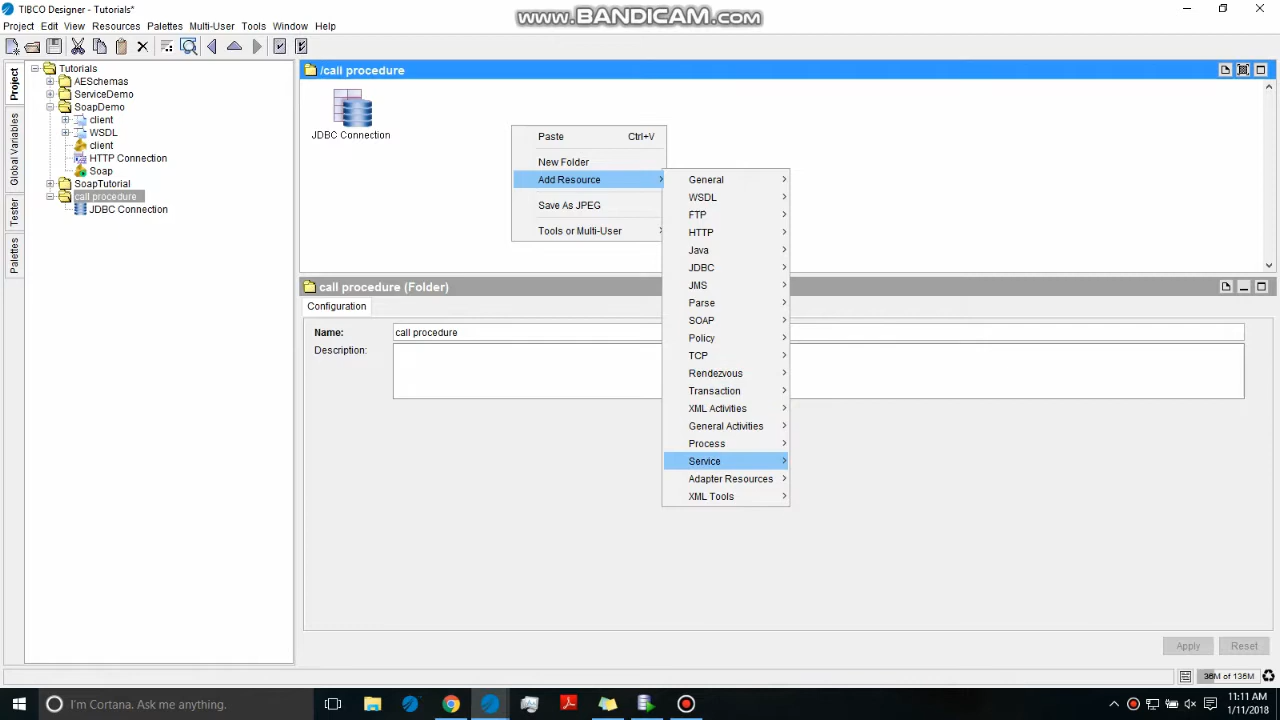 TIBCO Designer - Tutorials*
www.BANDICAM.com
Project Edit View Resources Palettes Multi-User Tools Window Help
Project
Global Variables
Tester
Palettes
Tutorials
AESchemas
ServiceDemo
SoapDemo
client
WSDL
client
HTTP Connection
Soap
SoapTutorial
call procedure
JDBC Connection
/call procedure
JDBC Connection
Paste Ctrl+V
New Folder
Add Resource
Save As JPEG
Tools or Multi-User
General
WSDL
FTP
HTTP
Java
JDBC
JMS
Parse
SOAP
Policy
TCP
Rendezvous
Transaction
XML Activities
General Activities
Process
Service
Adapter Resources
XML Tools
call procedure (Folder)
Configuration
Name: call procedure
Description:
Apply Reset
36M of 135M
I'm Cortana. Ask me anything.
11:11 AM
1/11/2018